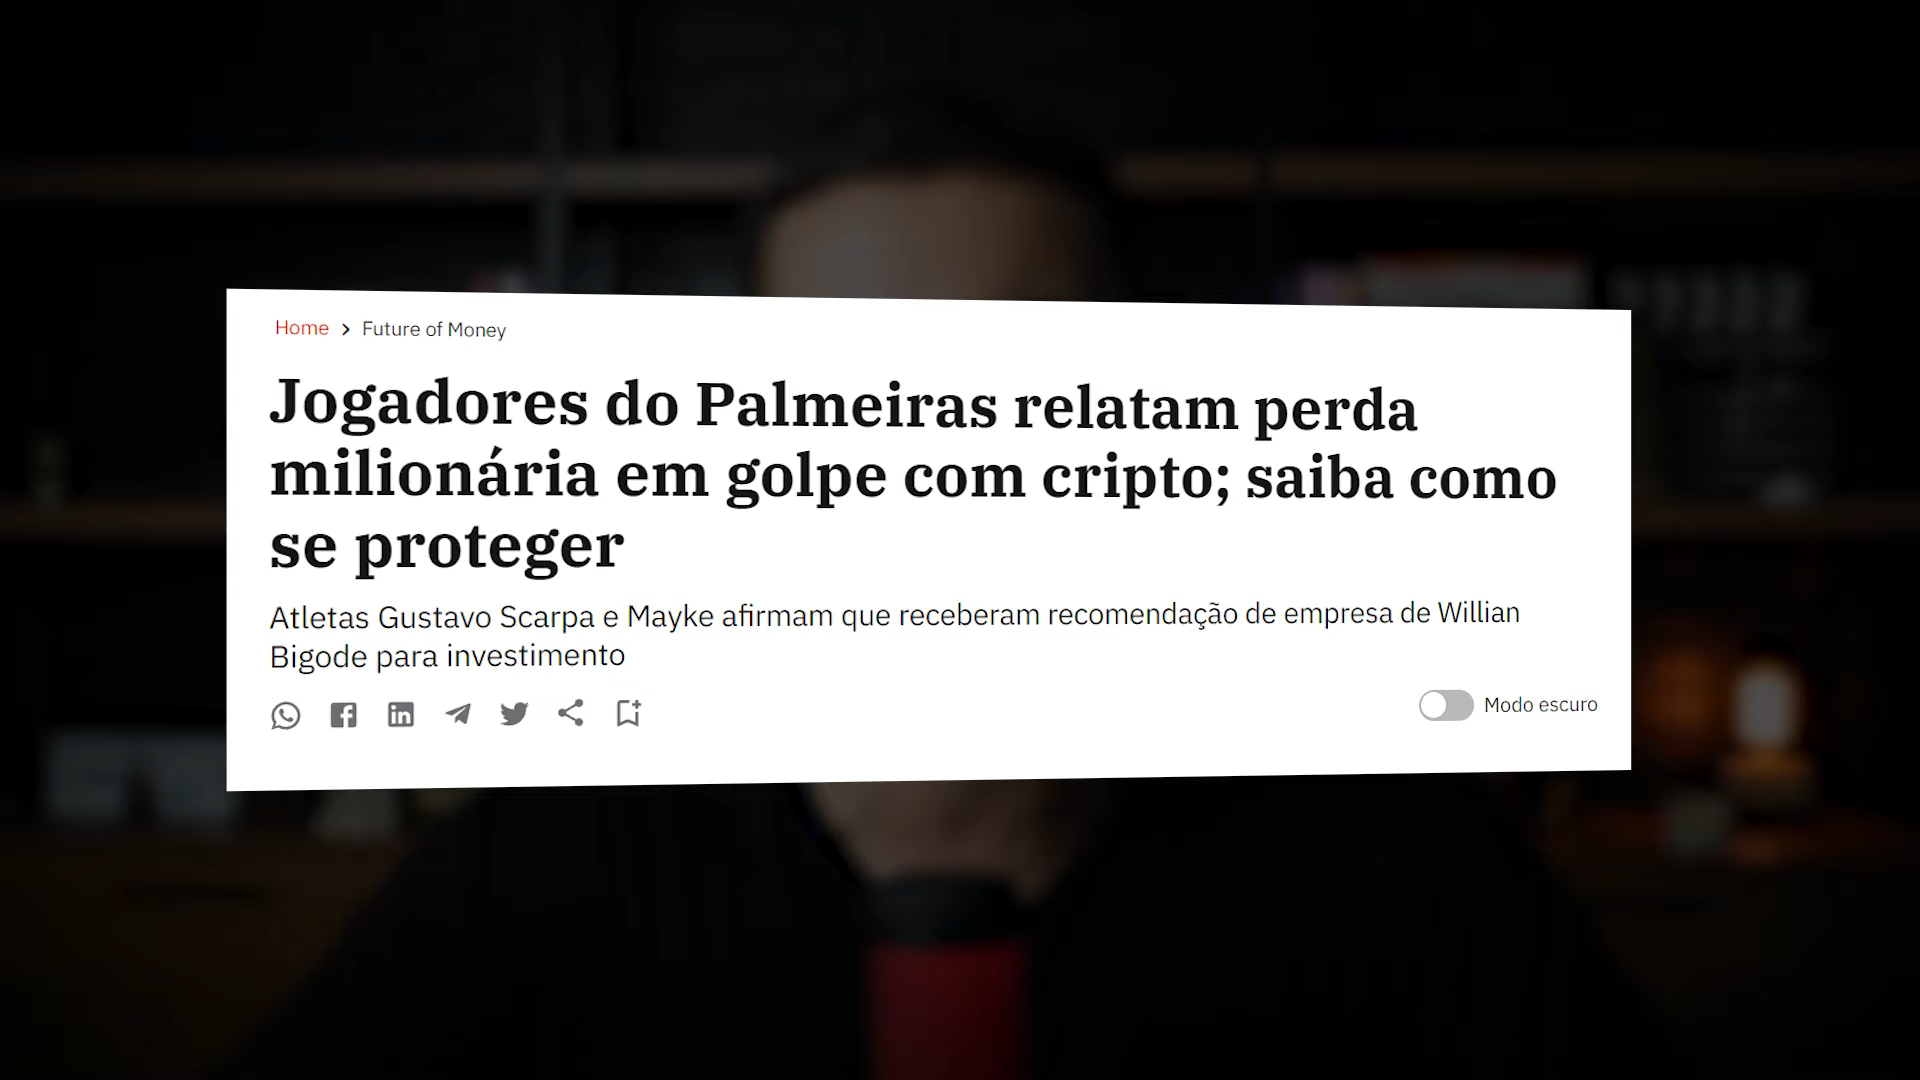 Home > Future of Money
Jogadores do Palmeiras relatam perda
milionária em golpe com cripto; saiba como
se proteger
Atletas Gustavo Scarpa e Mayke afirmam que receberam recomendação de empresa de Willian
Bigode para investimento
Modo escuro